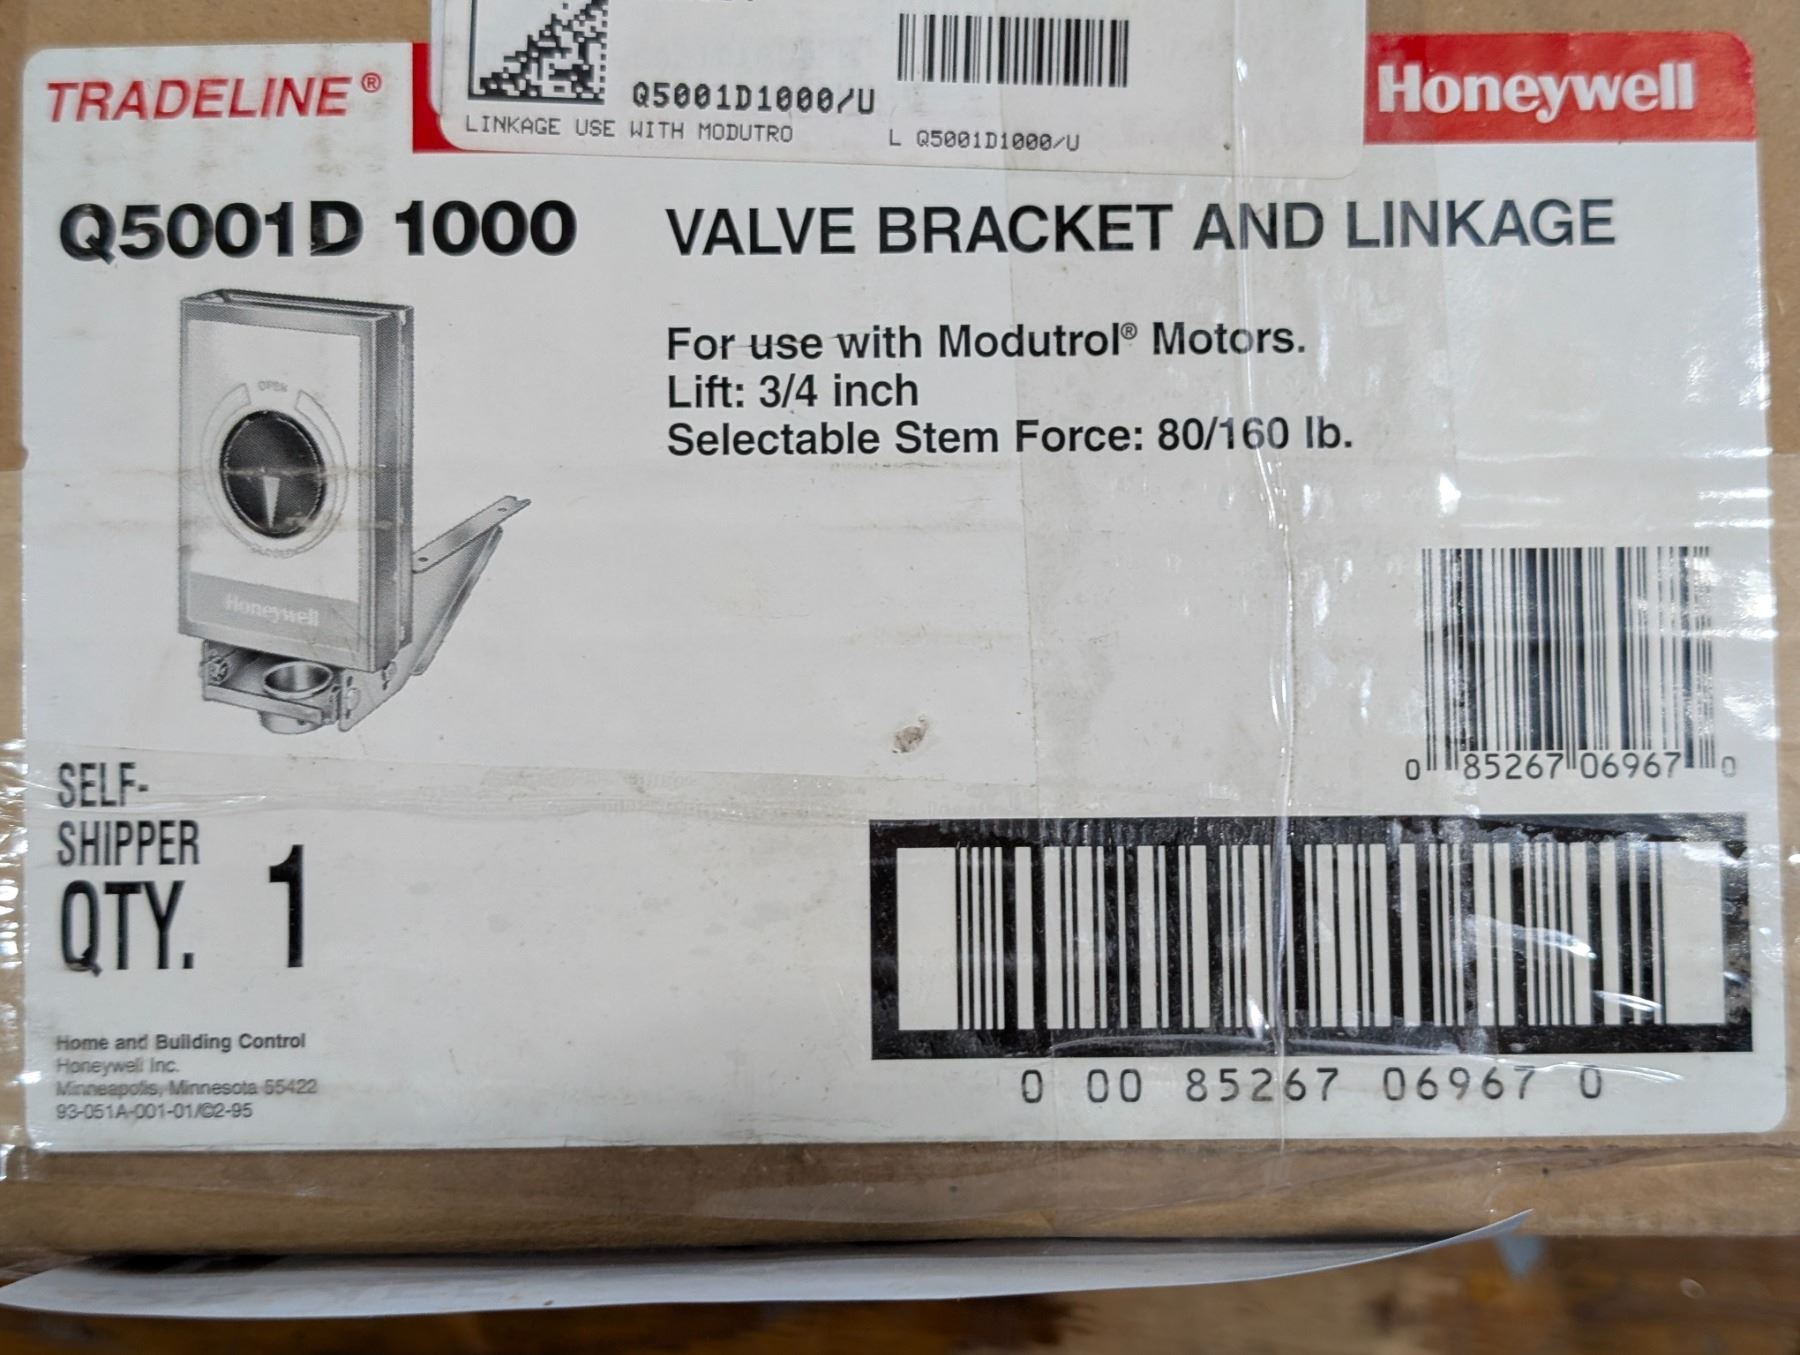 Q5001D1000/U
LINKAGE USE WITH MODUTRO
L Q5001D1000/U
TRADELINE®
Honeywell
Q5001D 1000
VALVE BRACKET AND LINKAGE
For use with Modutrol® Motors.
Lift: 3/4 inch
Selectable Stem Force: 80/160 lb.
OPEN
CLOSED
Honeywell
0 85267 06967 0
SELF-
SHIPPER
QTY. 1
0 00 85267 06967 0
Home and Building Control
Honeywell Inc.
Minneapolis, Minnesota 55422
93-051A-001-01/©2-95